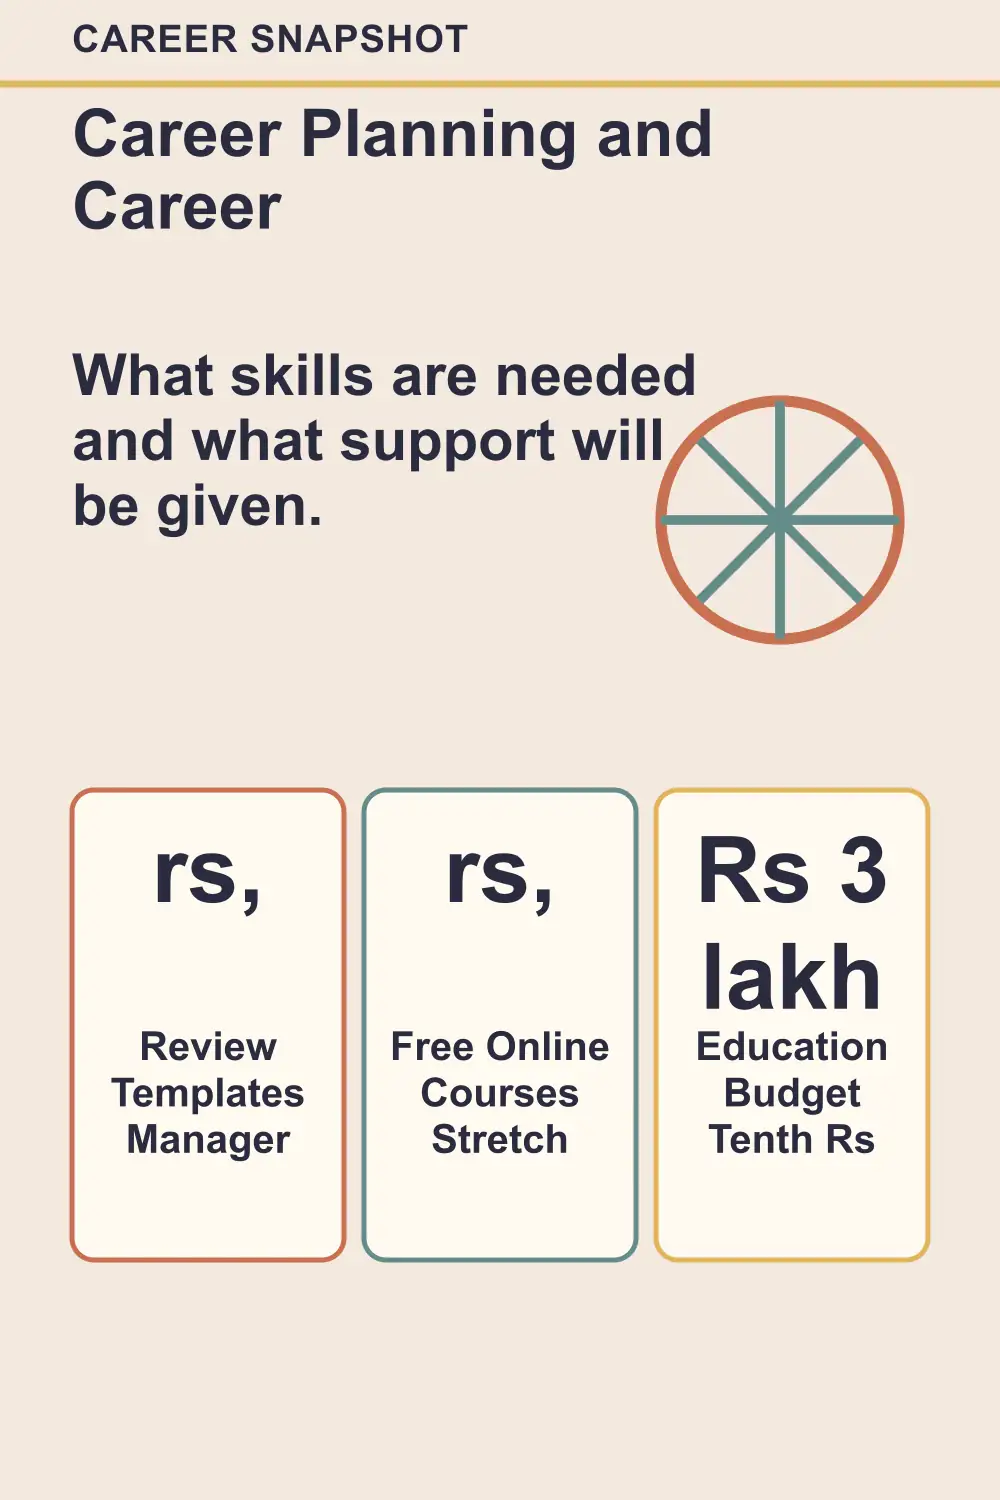 CAREER SNAPSHOT
Career Planning and
Career
What skills are needed
and what support will
be given.
rs,
Review
Templates
Manager
rs,
Free Online
Courses
Stretch
Rs 3
lakh
Education
Budget
Tenth Rs